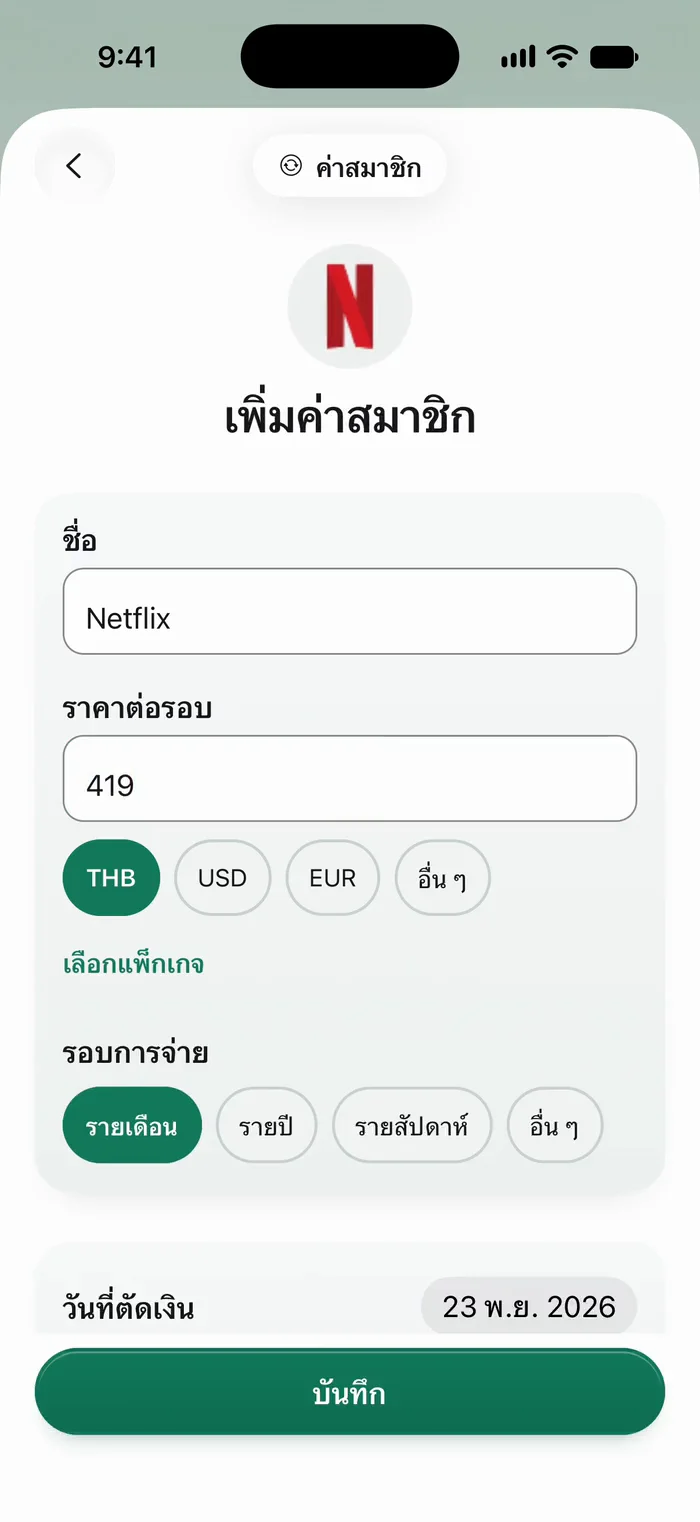 9:41
ค่าสมาชิก
N
เพิ่มค่าสมาชิก
ชื่อ
Netflix
ราคาต่อรอบ
419
THB USD EUR อื่น ๆ
เลือกแพ็กเกจ
รอบการจ่าย
รายเดือน รายปี รายสัปดาห์ อื่น ๆ
วันที่ตัดเงิน 23 พ.ย. 2026
บันทึก